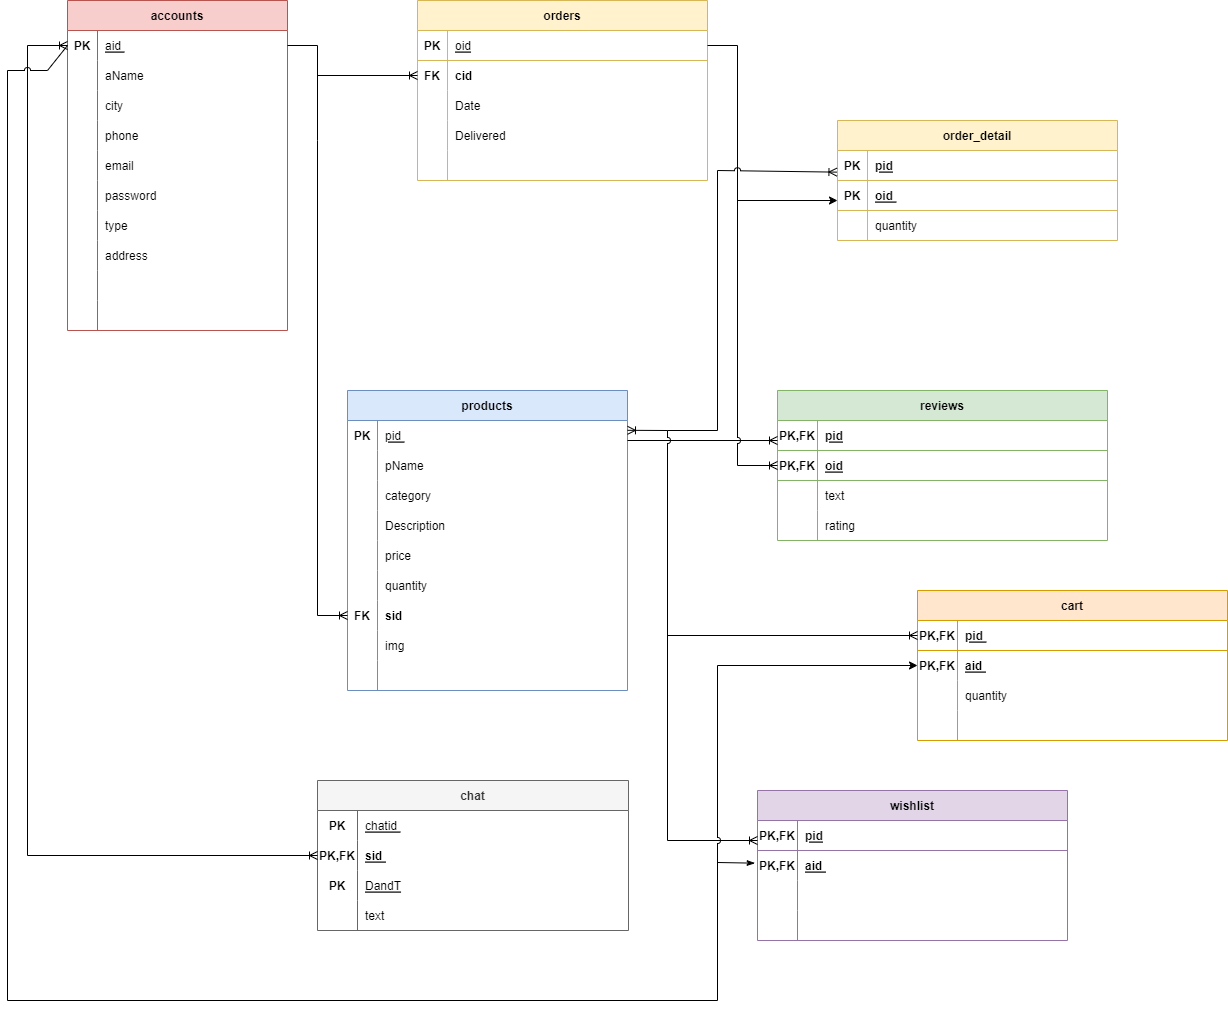 accounts
PK aid
aName
city
phone
email
password
type
address
orders
PK oid
FK cid
Date
Delivered
order_detail
PK pid
PK oid
quantity
products
PK pid
pName
category
Description
price
quantity
FK sid
img
reviews
PK,FK pid
PK,FK oid
text
rating
cart
PK,FK pid
PK,FK aid
quantity
chat
PK chatid
PK,FK sid
PK DandT
text
wishlist
PK,FK pid
PK,FK aid